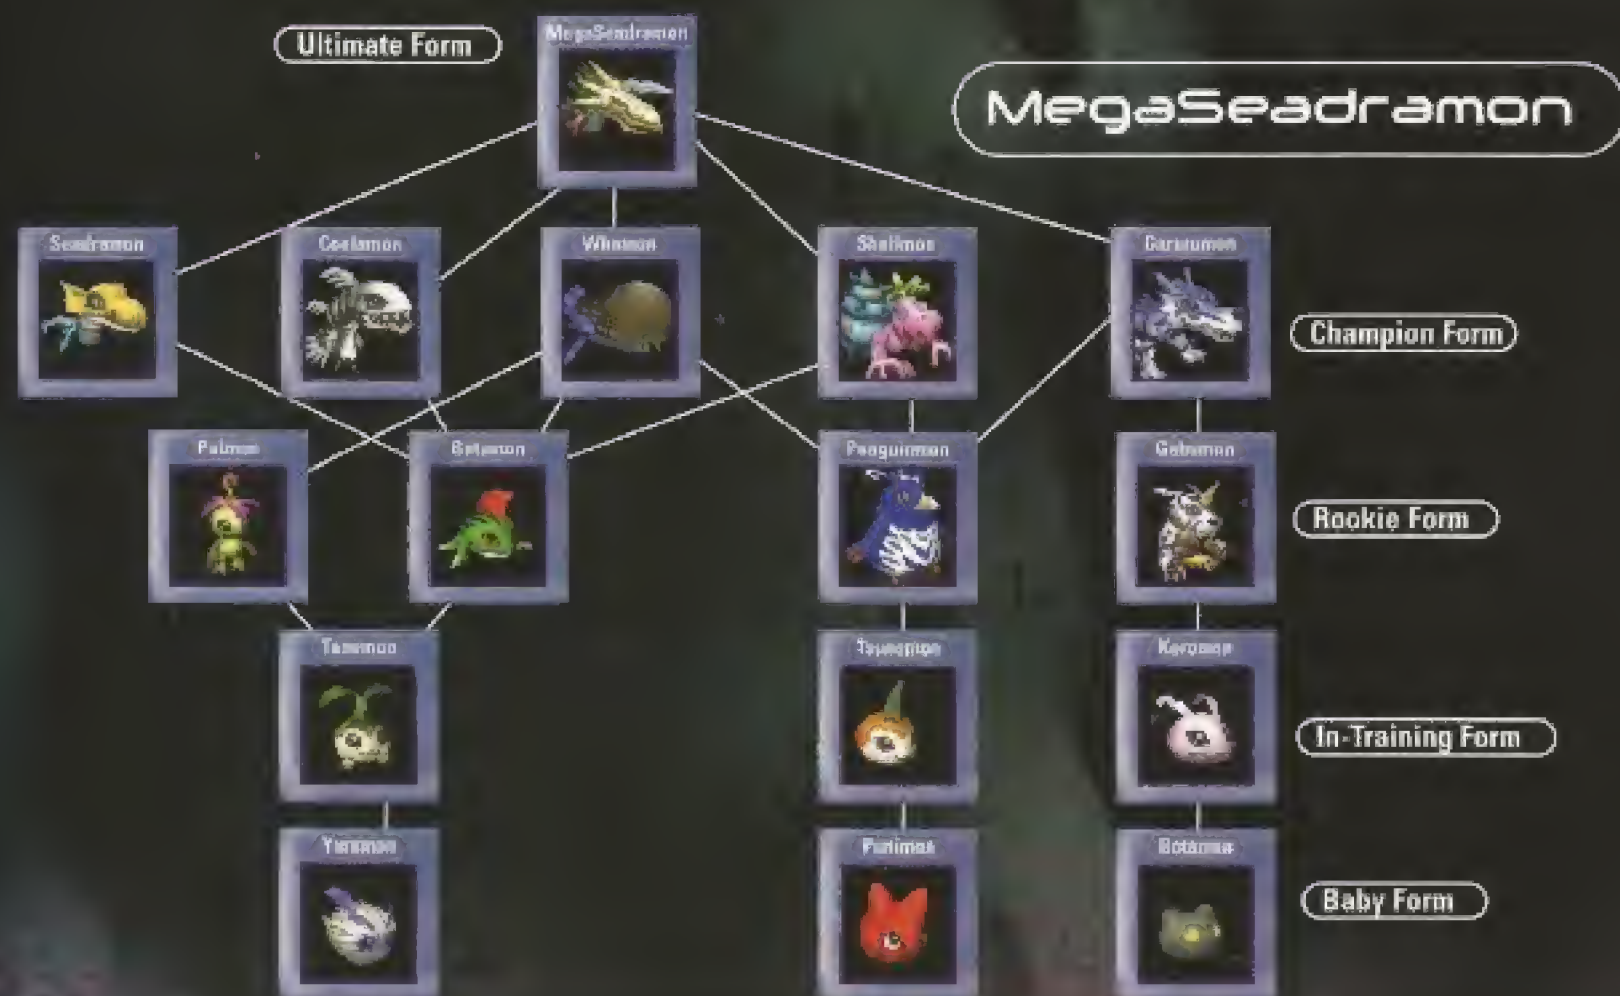 Ultimate Form
MegaSeadramon
MegaSeadramon
Seadramon
Coelamon
Whamon
Shellmon
Garurumon
Champion Form
Palmon
Betamon
Penguinmon
Gabumon
Rookie Form
Tanemon
Tsunomon
In-Training Form
Yuramon
Punimon
Botamon
Baby Form